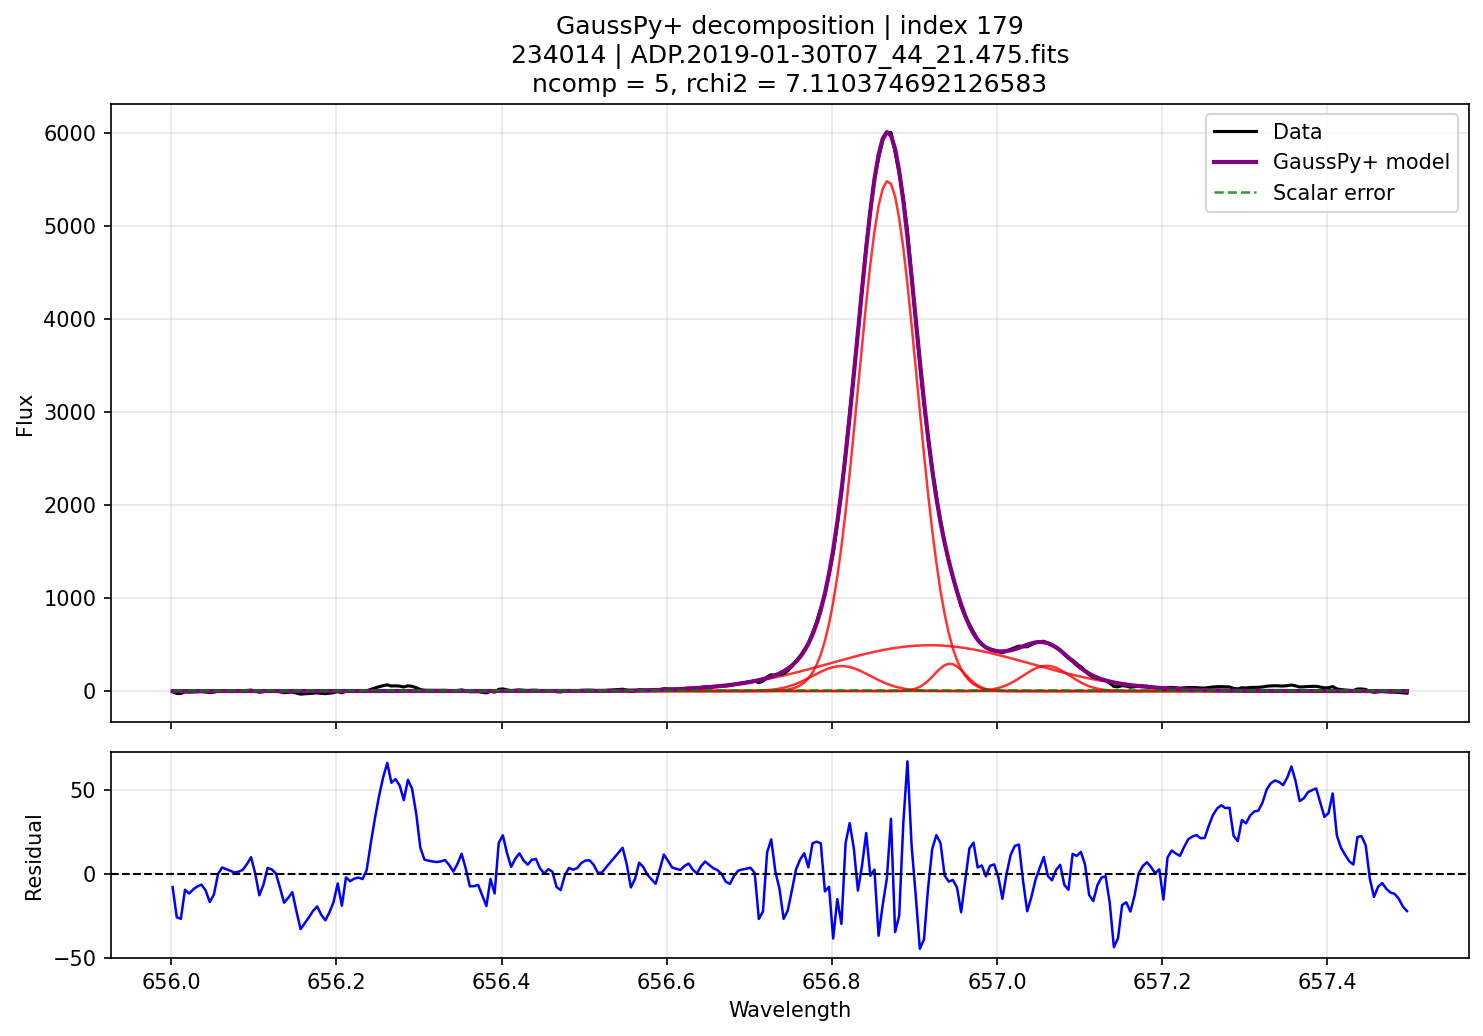 GaussPy+ decomposition | index 179
234014 | ADP.2019-01-30T07_44_21.475.fits
ncomp = 5, rchi2 = 7.110374692126583
Data
GaussPy+ model
Scalar error
6000
5000
4000
3000
2000
1000
0
Flux
50
0
−50
Residual
656.0
656.2
656.4
656.6
656.8
657.0
657.2
657.4
Wavelength